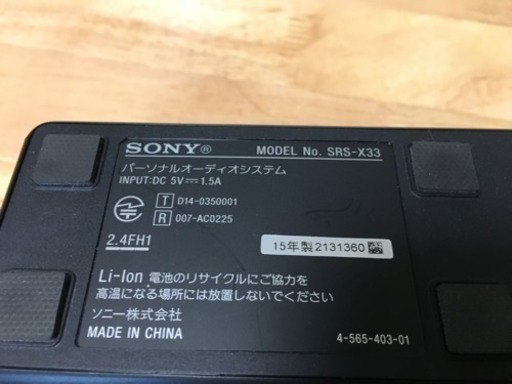 SONY® MODEL No. SRS-X33
パーソナルオーディオシステム
INPUT:DC 5V⎓1.5A
T D14-0350001
R 007-AC0225
2.4FH1
15年製 2131360
Li-Ion 電池のリサイクルにご協力を
高温になる場所には放置しないでください
ソニー株式会社
MADE IN CHINA 4-565-403-01